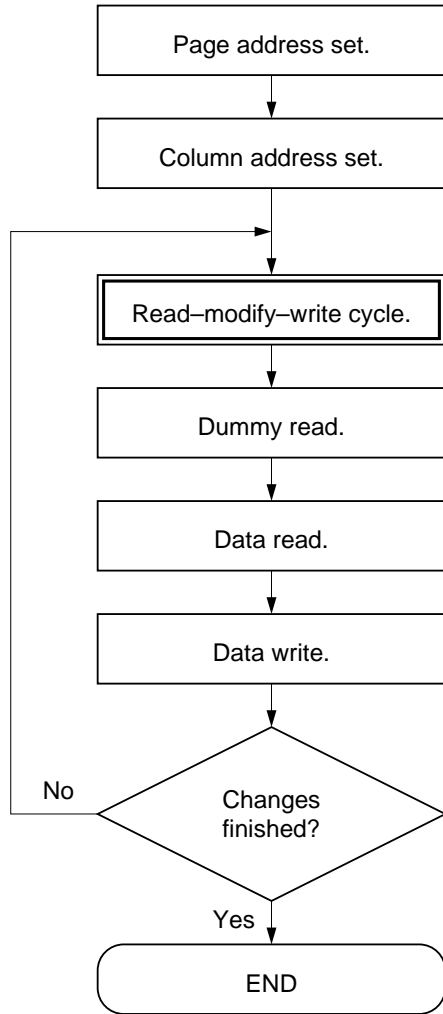 Page address set.
Column address set.
Read–modify–write cycle.
Dummy read.
Data read.
Data write.
No
Changes
finished?
Yes
END